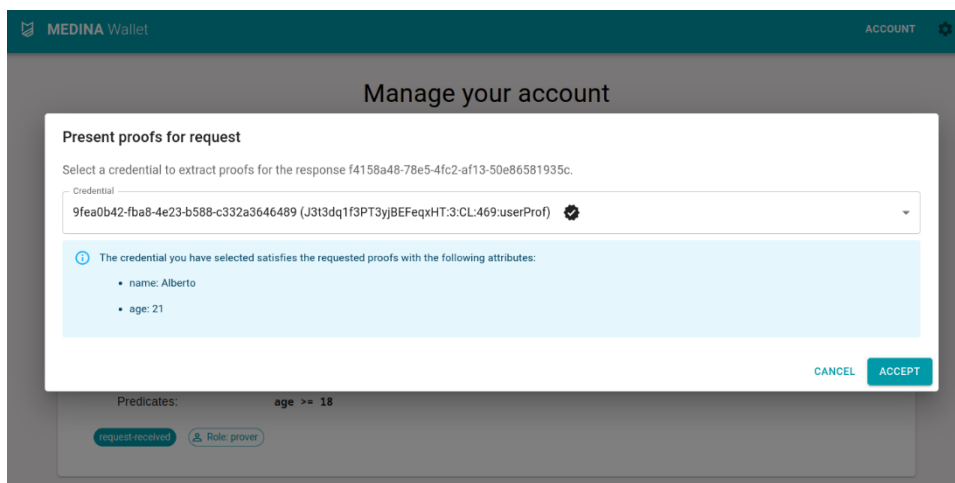 MEDINA Wallet
ACCOUNT
Manage your account
Present proofs for request
Select a credential to extract proofs for the response f4158a48-78e5-4fc2-af13-50e86581935c.
Credential
9fea0b42-fba8-4e23-b588-c332a3646489 (J3t3dq1f3PT3yjBEFeqxHT:3:CL:469:userProf)
The credential you have selected satisfies the requested proofs with the following attributes:
• name: Alberto
• age: 21
CANCEL
ACCEPT
Predicates: age >= 18
request-received
Role: prover